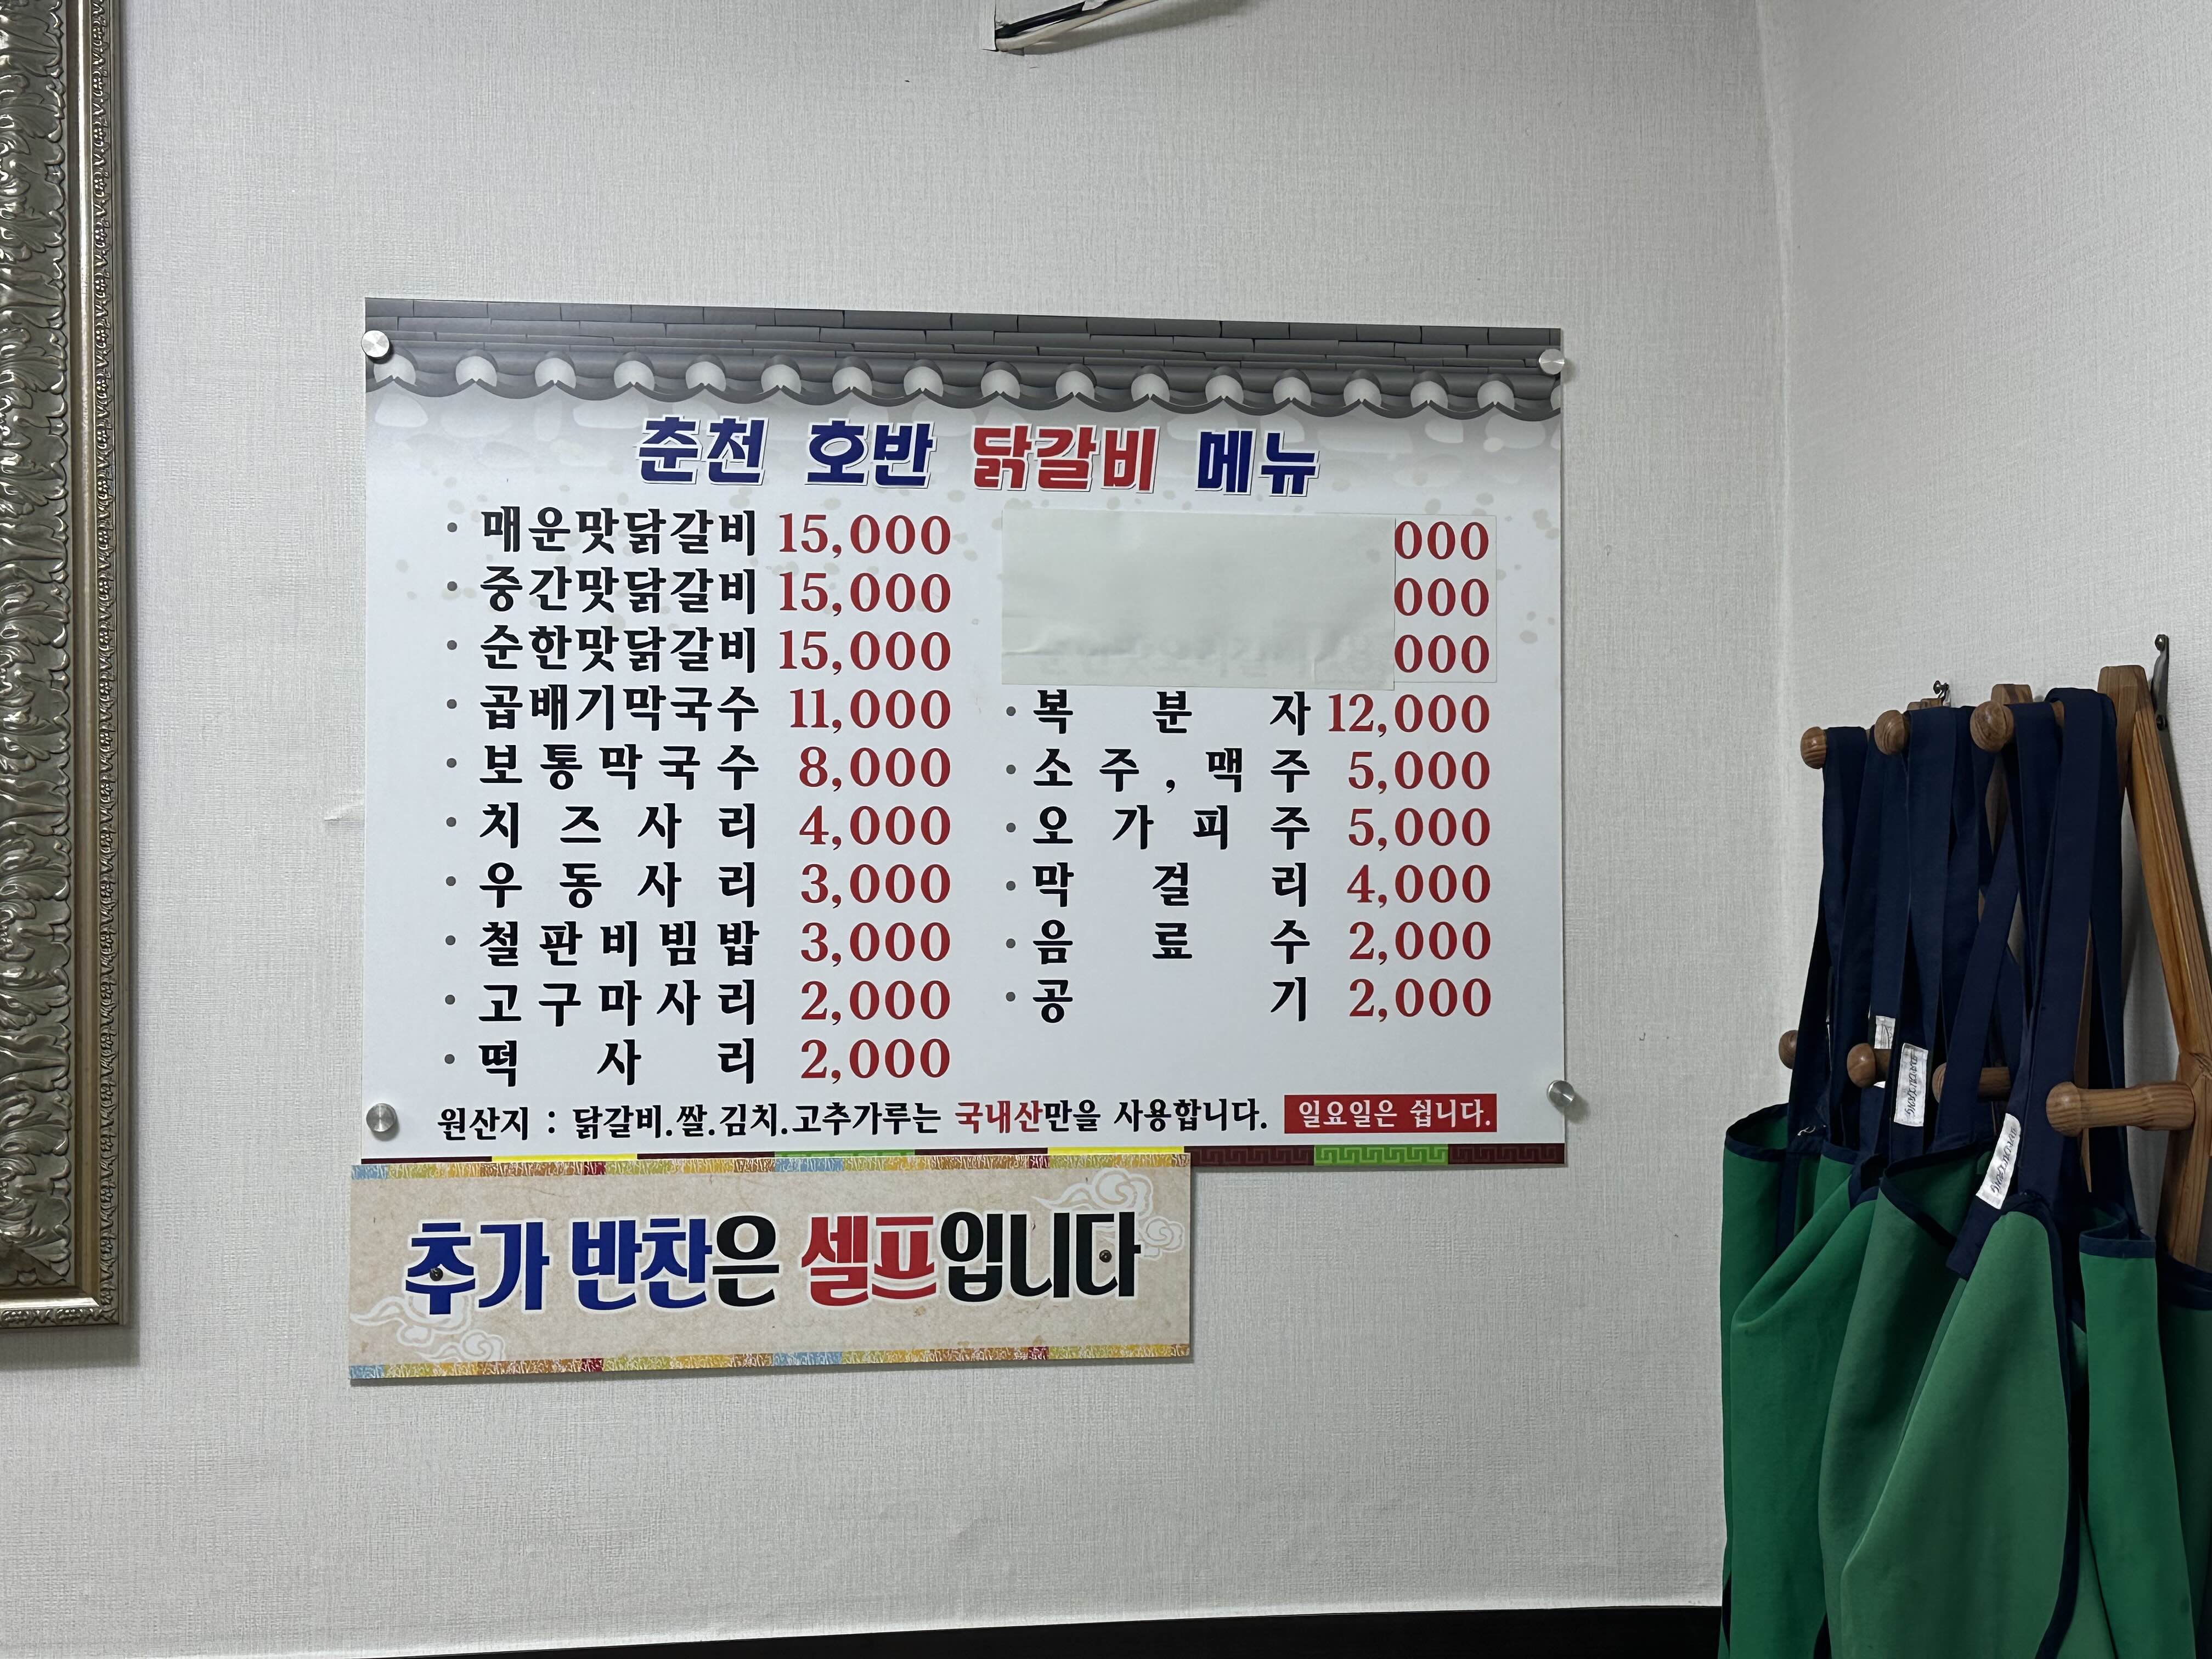 춘천 호반 닭갈비 메뉴
· 매운맛닭갈비 15,000
· 중간맛닭갈비 15,000
· 순한맛닭갈비 15,000
· 곱배기막국수 11,000
· 보통막국수 8,000
· 치즈사리 4,000
· 우동사리 3,000
· 철판비빔밥 3,000
· 고구마사리 2,000
· 떡사리 2,000
000
000
000
· 복분자 12,000
· 소주,맥주 5,000
· 오가피주 5,000
· 막걸리 4,000
· 음료수 2,000
· 공기 2,000
원산지 : 닭갈비.쌀.김치.고추가루는 국내산만을 사용합니다. 일요일은 쉽니다.
추가 반찬은 셀프입니다